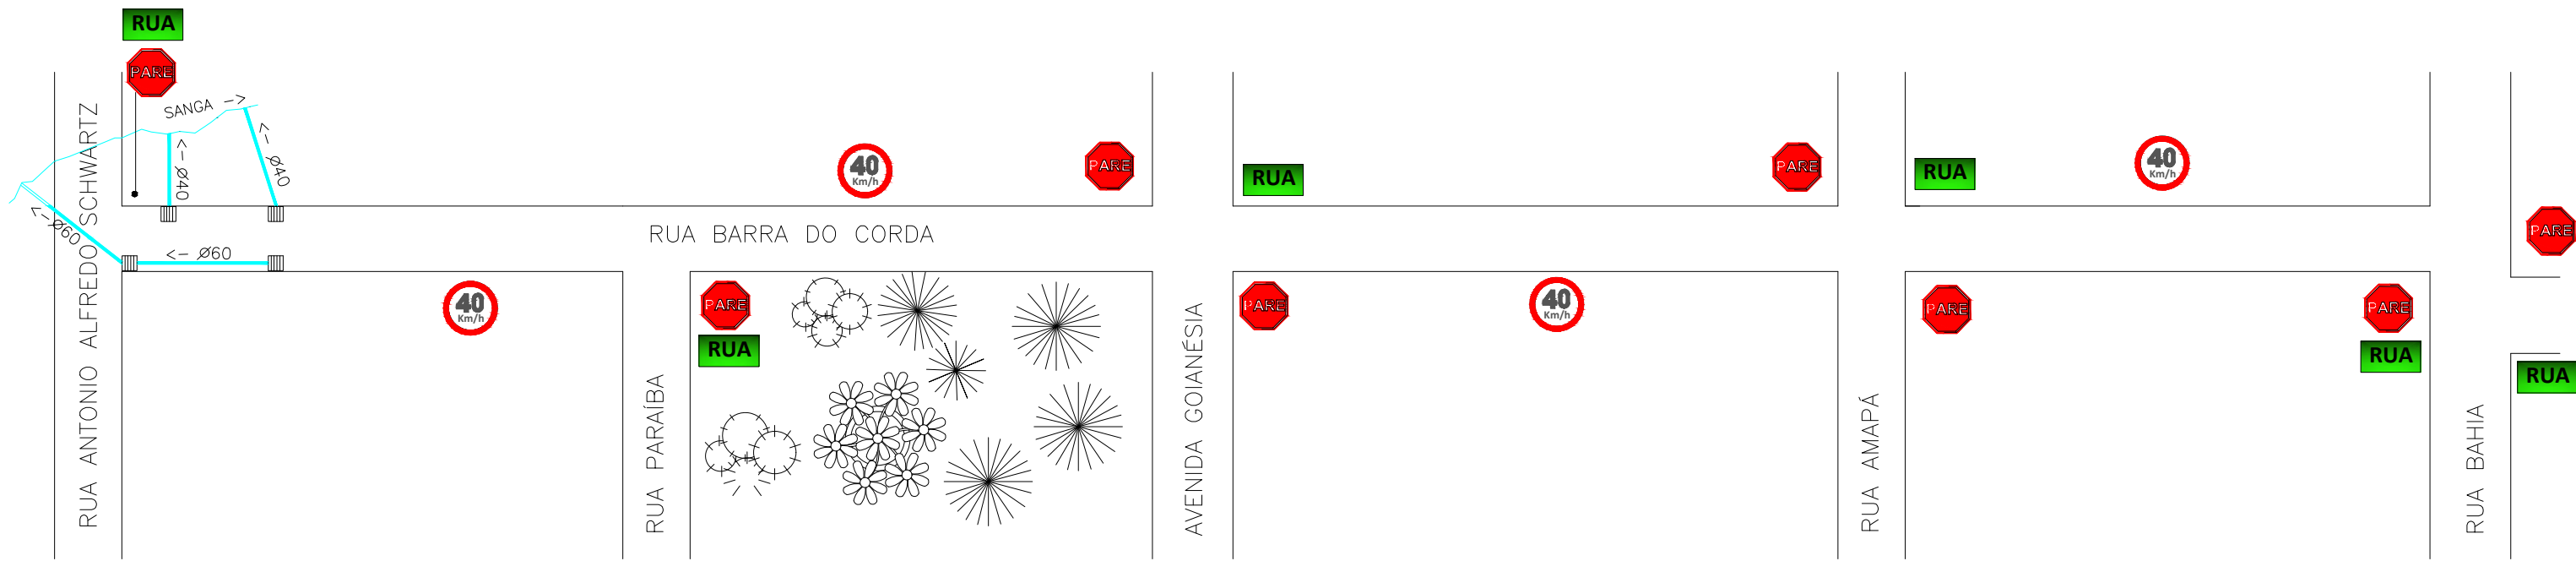 RUA
PARE
SANGA ->
<- Ø40
<- Ø40
<- Ø60
<- Ø60
RUA ANTONIO ALFREDO SCHWARTZ
40
Km/h
PARE
RUA
PARE
RUA
40
Km/h
PARE
RUA BARRA DO CORDA
40
Km/h
PARE
RUA
RUA PARAÍBA
AVENIDA GOIANÉSIA
PARE
40
Km/h
RUA AMAPÁ
PARE
PARE
RUA
RUA BAHIA
RUA